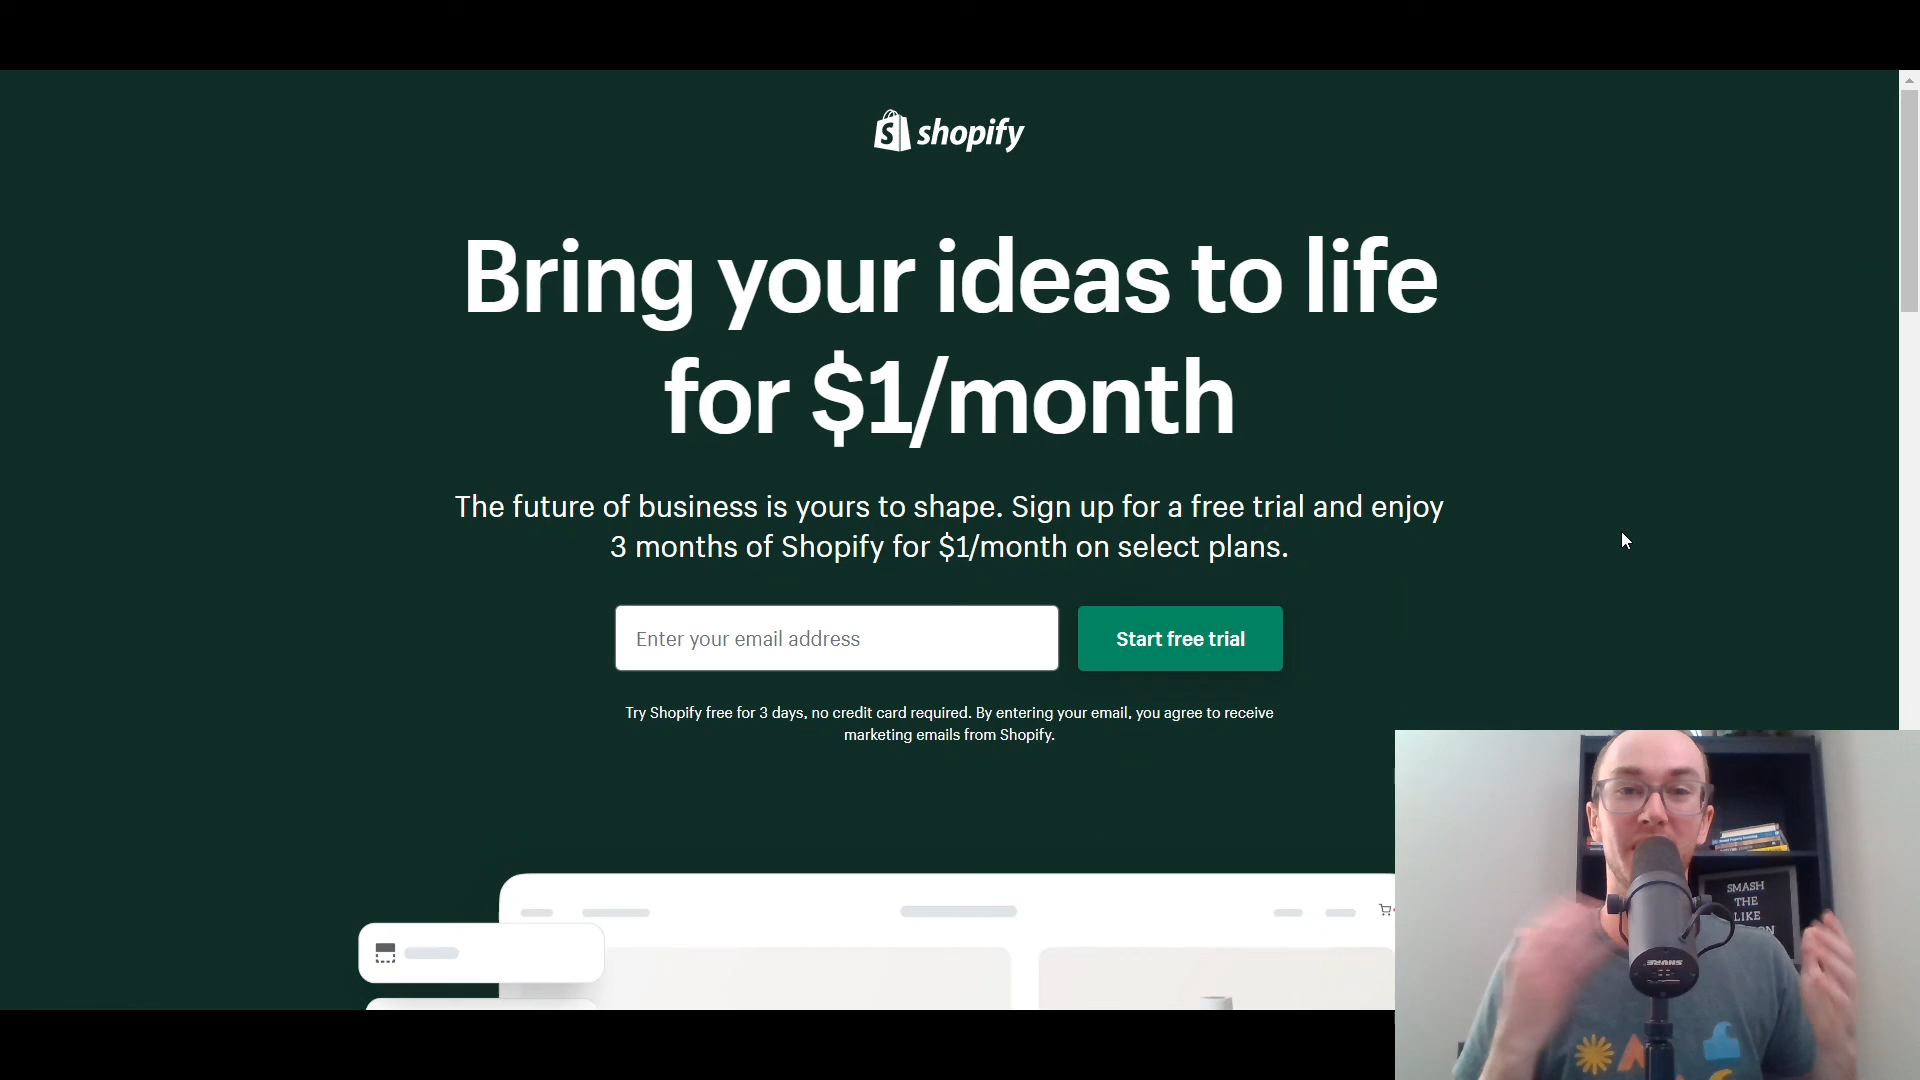 shopify
Bring your ideas to life
for $1/month
The future of business is yours to shape. Sign up for a free trial and enjoy
3 months of Shopify for $1/month on select plans.
Enter your email address
Start free trial
Try Shopify free for 3 days, no credit card required. By entering your email, you agree to receive
marketing emails from Shopify.
SMASH
THE
LIKE
SHURE